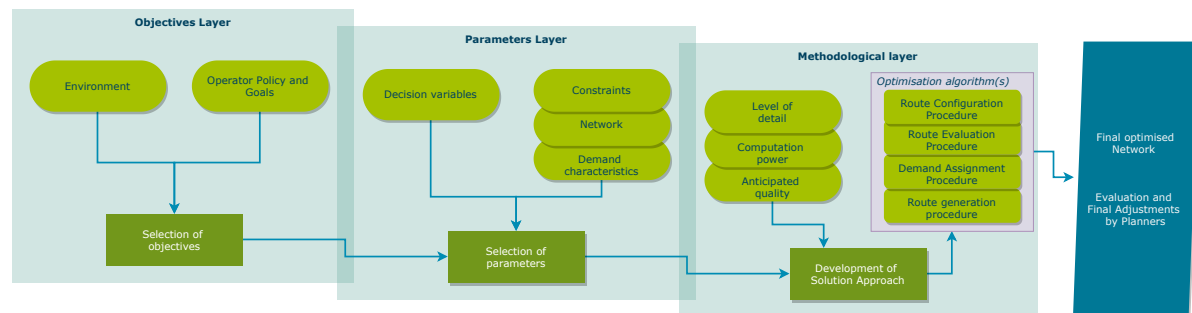 Objectives Layer
Environment
Operator Policy and
Goals
Selection of
objectives
Parameters Layer
Decision variables
Constraints
Network
Demand
characteristics
Selection of
parameters
Methodological layer
Level of
detail
Computation
power
Anticipated
quality
Development of
Solution Approach
Optimisation algorithm(s)
Route Configuration
Procedure
Route Evaluation
Procedure
Demand Assignment
Procedure
Route generation
procedure
Final optimised
Network
Evaluation and
Final Adjustments
by Planners